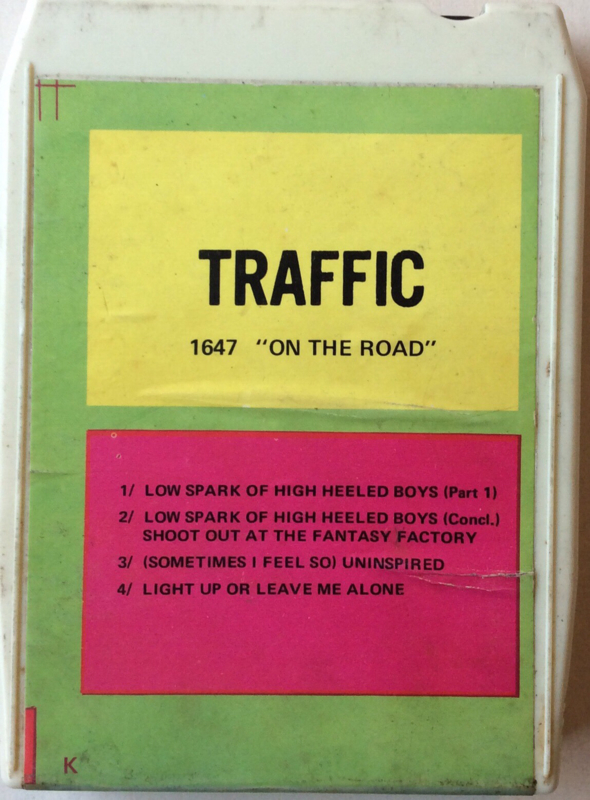 TRAFFIC
1647 "ON THE ROAD"
1/ LOW SPARK OF HIGH HEELED BOYS (Part 1)
2/ LOW SPARK OF HIGH HEELED BOYS (Concl.)
SHOOT OUT AT THE FANTASY FACTORY
3/ (SOMETIMES I FEEL SO) UNINSPIRED
4/ LIGHT UP OR LEAVE ME ALONE
K